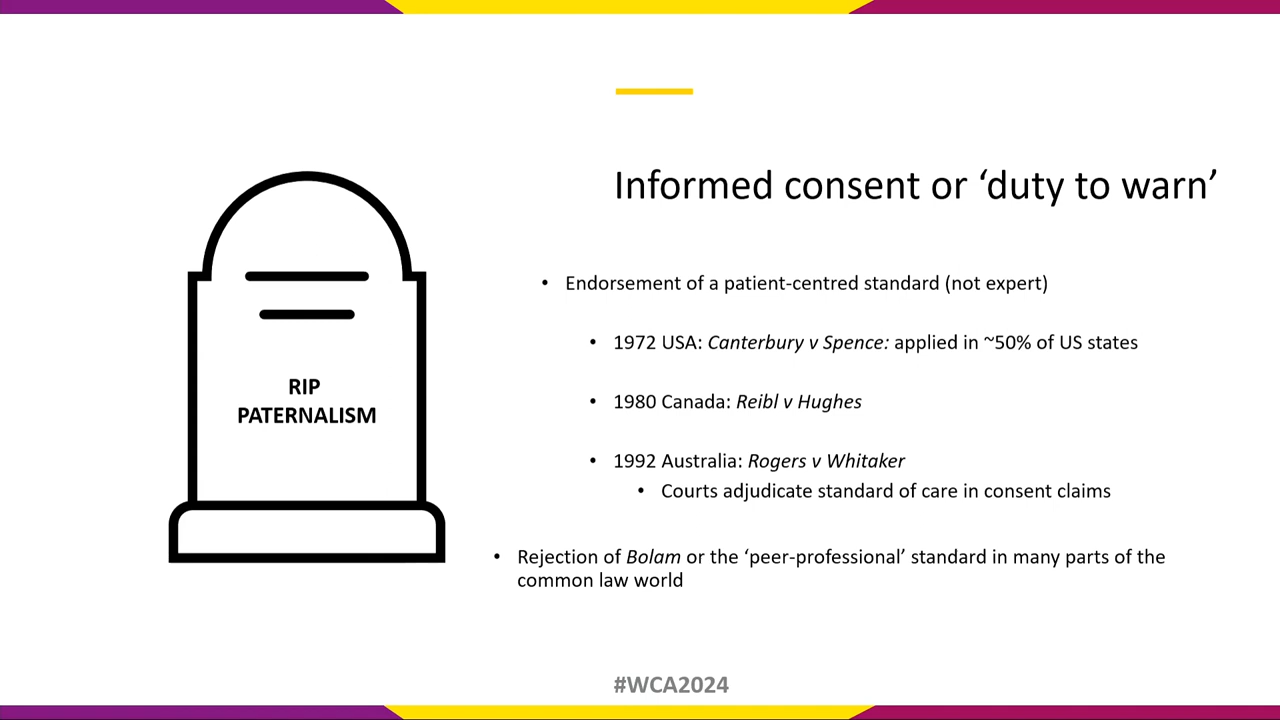 Informed consent or ‘duty to warn’
RIP
PATERNALISM
• Endorsement of a patient-centred standard (not expert)
• 1972 USA: Canterbury v Spence: applied in ~50% of US states
• 1980 Canada: Reibl v Hughes
• 1992 Australia: Rogers v Whitaker
• Courts adjudicate standard of care in consent claims
• Rejection of Bolam or the ‘peer-professional’ standard in many parts of the
common law world
#WCA2024